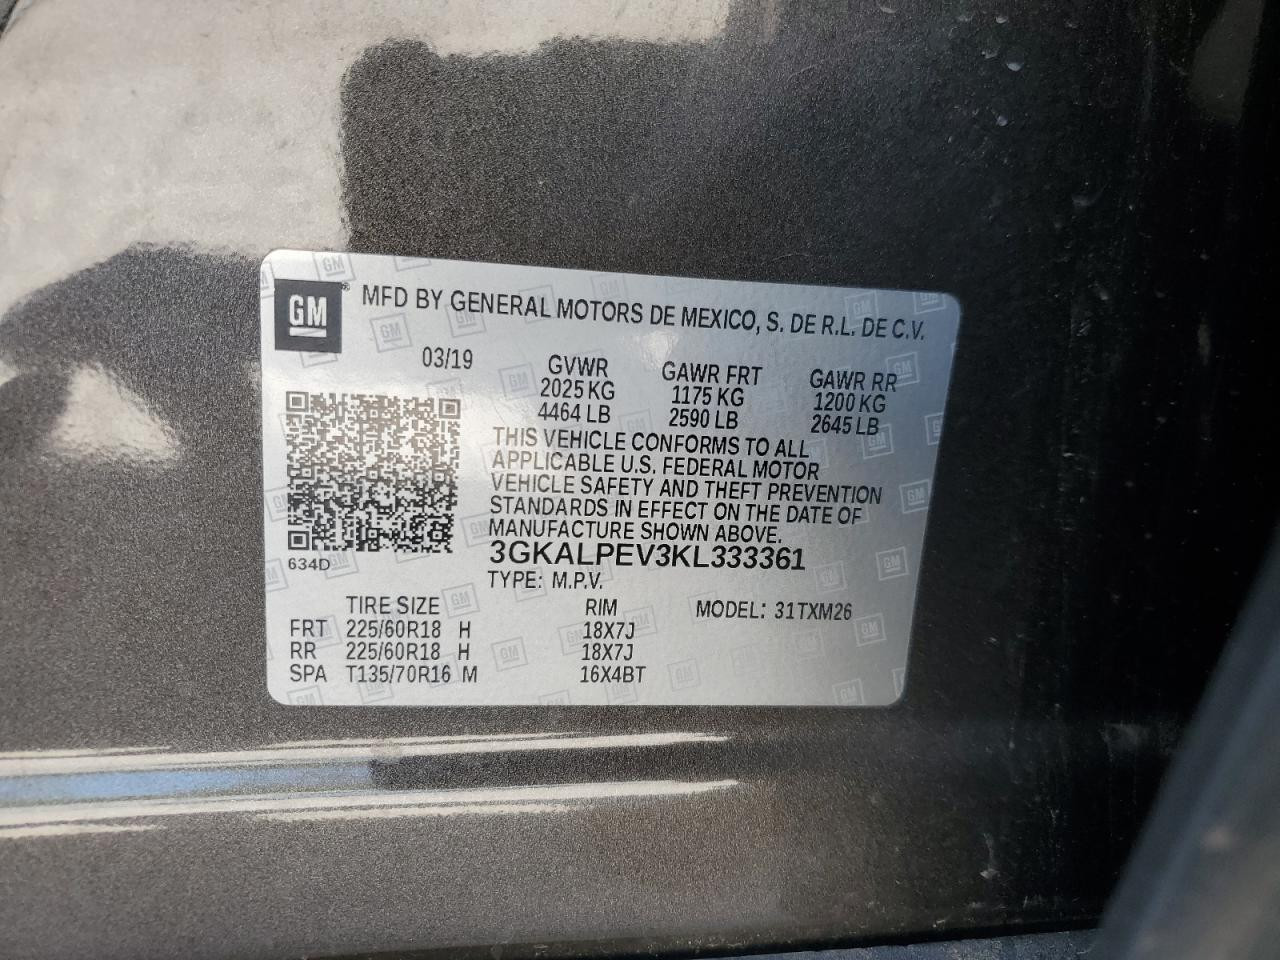 GM ® MFD BY GENERAL MOTORS DE MEXICO, S. DE R.L. DE C.V.
03/19 GVWR GAWR FRT GAWR RR
2025 KG 1175 KG 1200 KG
4464 LB 2590 LB 2645 LB
THIS VEHICLE CONFORMS TO ALL
APPLICABLE U.S. FEDERAL MOTOR
VEHICLE SAFETY AND THEFT PREVENTION
STANDARDS IN EFFECT ON THE DATE OF
MANUFACTURE SHOWN ABOVE.
3GKALPEV3KL333361
634D
TYPE: M.P.V.
TIRE SIZE RIM MODEL: 31TXM26
FRT 225/60R18 H 18X7J
RR 225/60R18 H 18X7J
SPA T135/70R16 M 16X4BT